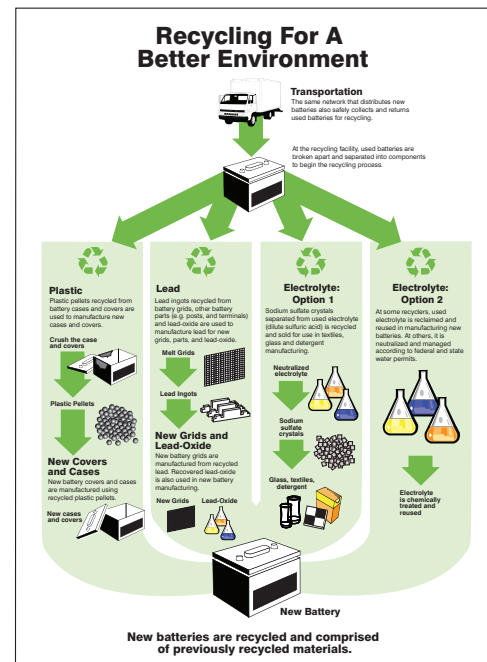 Recycling For A
Better Environment
Transportation
The same network that distributes new
batteries also safely collects and returns
used batteries for recycling.
At the recycling facility, used batteries are
broken apart and separated into components
to begin the recycling process.
Plastic
Plastic pellets recycled from
battery cases and covers are
used to manufacture new
cases and covers.
Crush the case
and covers
Plastic Pellets
New Covers
and Cases
New battery covers and cases
are manufactured using
recycled plastic pellets.
New cases
and covers
Lead
Lead ingots recycled from
battery grids, other battery
parts (e.g. posts, and terminals)
and lead-oxide are used to
manufacture lead for new
grids, parts, and lead-oxide.
Melt Grids
Lead Ingots
New Grids and
Lead-Oxide
New battery grids are
manufactured from recycled
lead. Recovered lead-oxide
is also used in new battery
manufacturing.
New Grids
Lead-Oxide
Electrolyte:
Option 1
Sodium sulfate crystals
separated from used electrolyte
(dilute sulfuric acid) is recycled
and sold for use in textiles,
glass and detergent
manufacturing.
Neutralized
electrolyte
Sodium
sulfate
crystals
Glass, textiles,
detergent
Electrolyte:
Option 2
At some recyclers, used
electrolyte is reclaimed and
reused in manufacturing new
batteries. At others, it is
neutralized and managed
according to federal and state
water permits.
Electrolyte
is chemically
treated and
reused
New Battery
New batteries are recycled and comprised
of previously recycled materials.